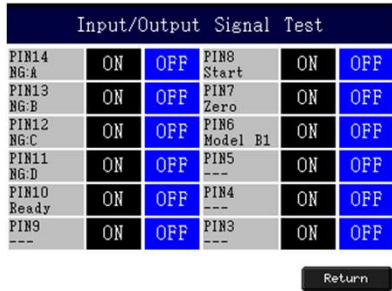 Input/Output Signal Test
PIN14 ON OFF PIN8 ON OFF
NG:A Start
PIN13 ON OFF PIN7 ON OFF
NG:B Zero
PIN12 ON OFF PIN6 ON OFF
NG:C Model B1
PIN11 ON OFF PIN5 ON OFF
NG:D ---
PIN10 ON OFF PIN4 ON OFF
Ready ---
PIN9 ON OFF PIN3 ON OFF
--- ---
Return